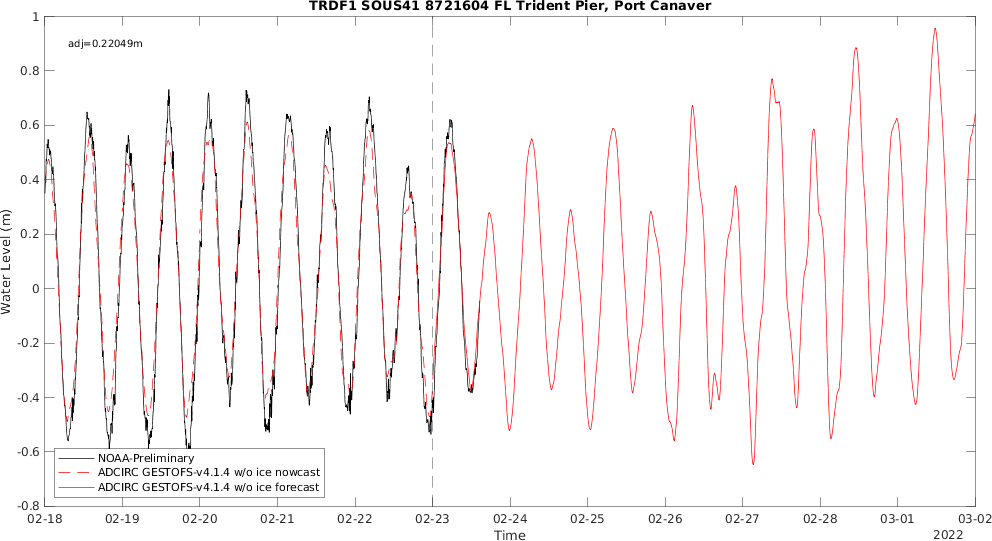 TRDF1 SOUS41 8721604 FL Trident Pier, Port Canaver
adj=0.22049m
Water Level (m)
1
0.8
0.6
0.4
0.2
0
-0.2
-0.4
-0.6
-0.8
NOAA-Preliminary
ADCIRC GESTOFS-v4.1.4 w/o ice nowcast
ADCIRC GESTOFS-v4.1.4 w/o ice forecast
02-18 02-19 02-20 02-21 02-22 02-23 02-24 02-25 02-26 02-27 02-28 03-01 03-02
Time
2022